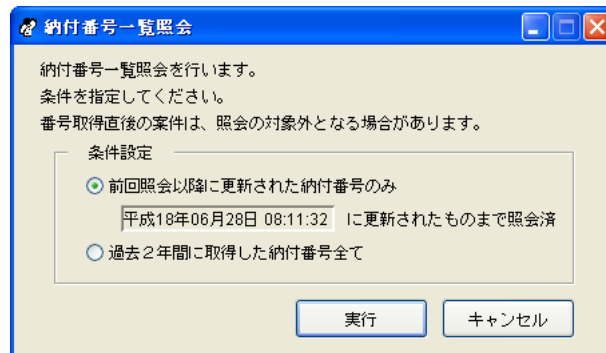 納付番号一覧照会
納付番号一覧照会を行います。
条件を指定してください。
番号取得直後の案件は、照会の対象外となる場合があります。
条件設定
前回照会以降に更新された納付番号のみ
平成18年06月28日 08:11:32 に更新されたものまで照会済
過去２年間に取得した納付番号全て
実行 キャンセル